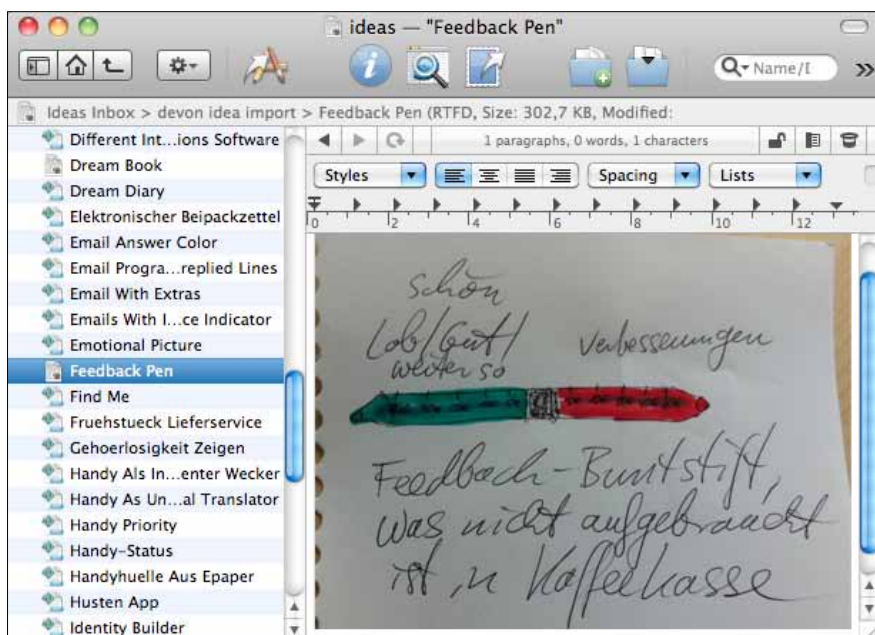 ideas — "Feedback Pen"
Name/I
Ideas Inbox > devon idea import > Feedback Pen (RTFD, Size: 302,7 KB, Modified:
Different Int...ions Software
Dream Book
Dream Diary
Elektronischer Beipackzettel
Email Answer Color
Email Progra...replied Lines
Email With Extras
Emails With I...ce Indicator
Emotional Picture
Feedback Pen
Find Me
Fruehstueck Lieferservice
Gehoerlosigkeit Zeigen
Handy Als In...enter Wecker
Handy As Un...al Translator
Handy Priority
Handy-Status
Handyhuelle Aus Epaper
Husten App
Identity Builder
1 paragraphs, 0 words, 1 characters
Styles Spacing Lists
0 2 4 6 8 10 12
schön
Lob/Gut/
weiter so
Verbesserungen
Feedback-Buntstift,
was nicht aufgebraucht
ist, Kaffeekasse